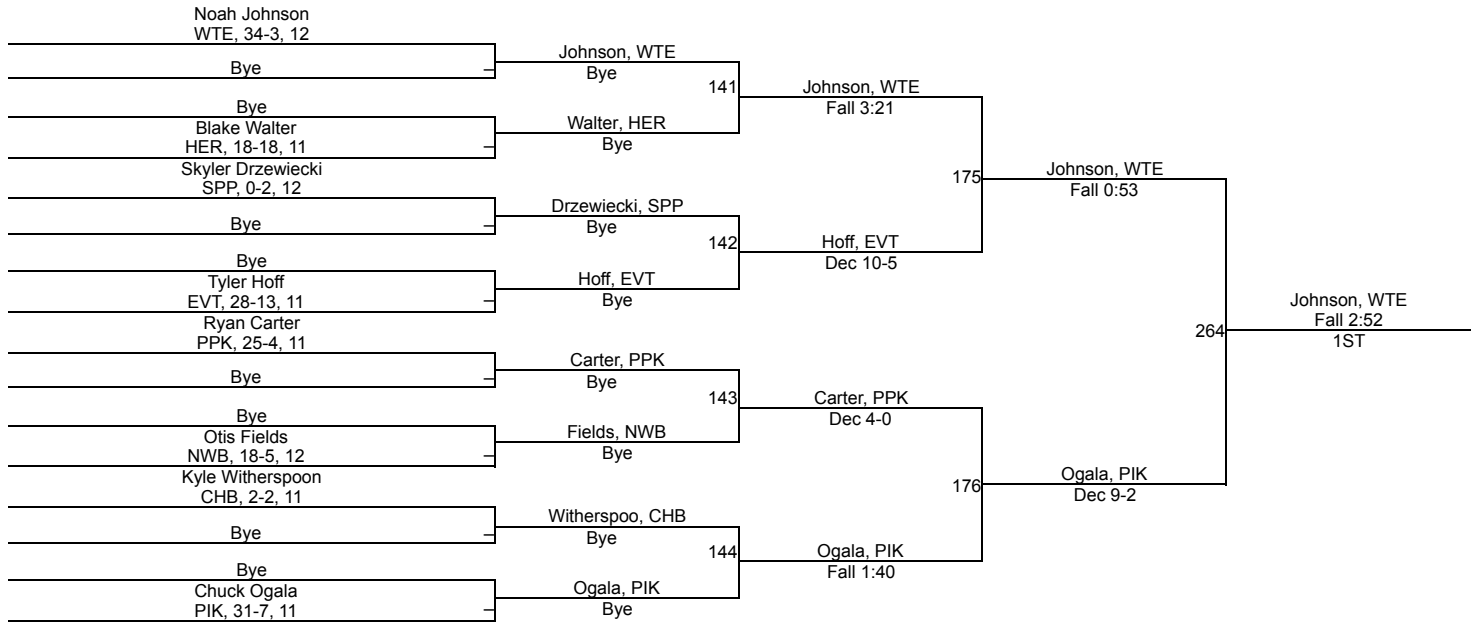 Noah Johnson
WTE, 34-3, 12
Bye
Bye
Blake Walter
HER, 18-18, 11
Skyler Drzewiecki
SPP, 0-2, 12
Bye
Bye
Tyler Hoff
EVT, 28-13, 11
Ryan Carter
PPK, 25-4, 11
Bye
Bye
Otis Fields
NWB, 18-5, 12
Kyle Witherspoon
CHB, 2-2, 11
Bye
Bye
Chuck Ogala
PIK, 31-7, 11
Johnson, WTE
Bye
141
Walter, HER
Bye
Drzewiecki, SPP
Bye
142
Hoff, EVT
Bye
Carter, PPK
Bye
143
Fields, NWB
Bye
Witherspoo, CHB
Bye
144
Ogala, PIK
Bye
Johnson, WTE
Fall 3:21
175
Hoff, EVT
Dec 10-5
Carter, PPK
Dec 4-0
176
Ogala, PIK
Fall 1:40
Johnson, WTE
Fall 0:53
264
Ogala, PIK
Dec 9-2
Johnson, WTE
Fall 2:52
1ST